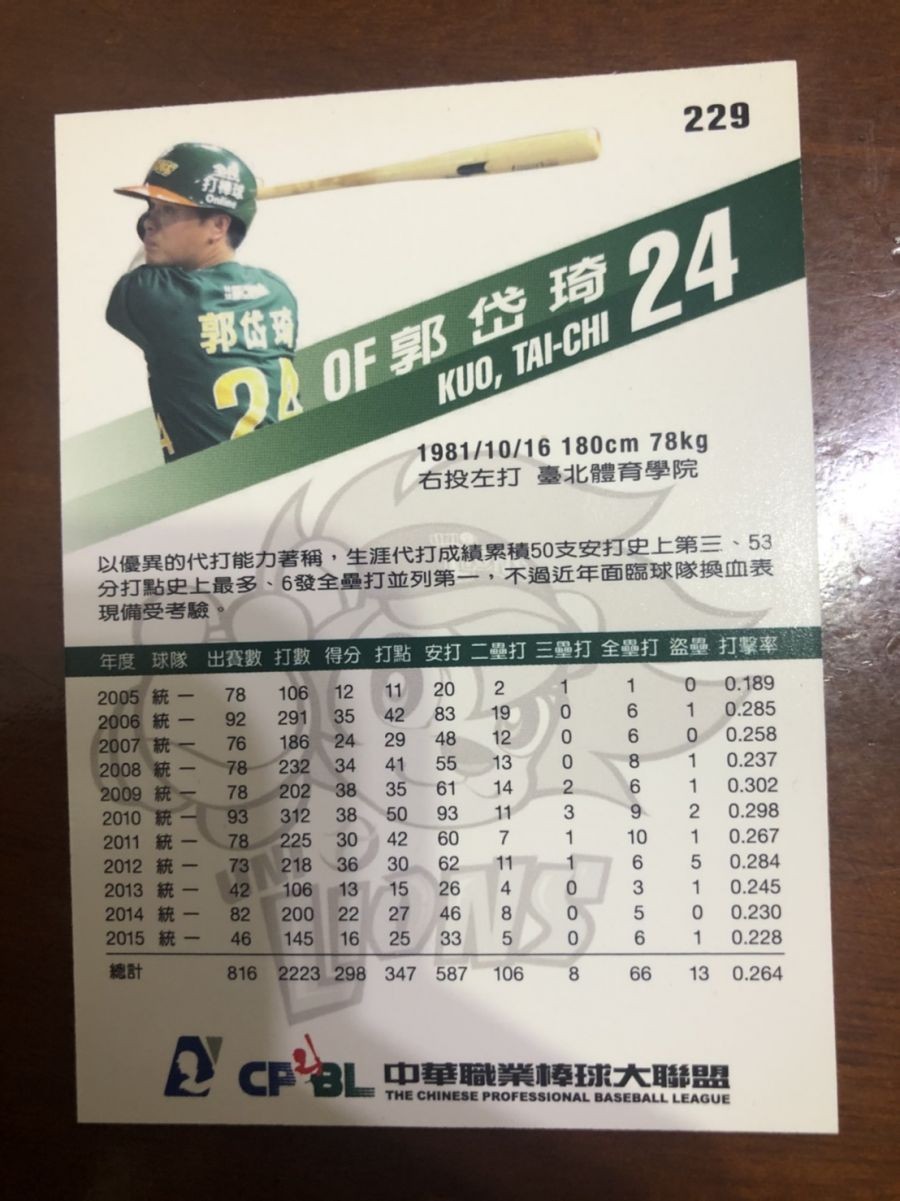 229
LIONS
全民
打棒球
Online
郭岱琦
24
OF 郭岱琦 24
KUO, TAI-CHI
1981/10/16 180cm 78kg
右投左打 臺北體育學院
以優異的代打能力著稱，生涯代打成績累積50支安打史上第三、53
分打點史上最多、6發全壘打並列第一，不過近年面臨球隊換血表
現備受考驗。
年度 球隊 出賽數 打數 得分 打點 安打 二壘打 三壘打 全壘打 盜壘 打擊率
2005 統一 78 106 12 11 20 2 1 1 0 0.189
2006 統一 92 291 35 42 83 19 0 6 1 0.285
2007 統一 76 186 24 29 48 12 0 6 0 0.258
2008 統一 78 232 34 41 55 13 0 8 1 0.237
2009 統一 78 202 38 35 61 14 2 6 1 0.302
2010 統一 93 312 38 50 93 11 3 9 2 0.298
2011 統一 78 225 30 42 60 7 1 10 1 0.267
2012 統一 73 218 36 30 62 11 1 6 5 0.284
2013 統一 42 106 13 15 26 4 0 3 1 0.245
2014 統一 82 200 22 27 46 8 0 5 0 0.230
2015 統一 46 145 16 25 33 5 0 6 1 0.228
總計 816 2223 298 347 587 106 8 66 13 0.264
UNI LIONS
CPBL 中華職業棒球大聯盟
THE CHINESE PROFESSIONAL BASEBALL LEAGUE